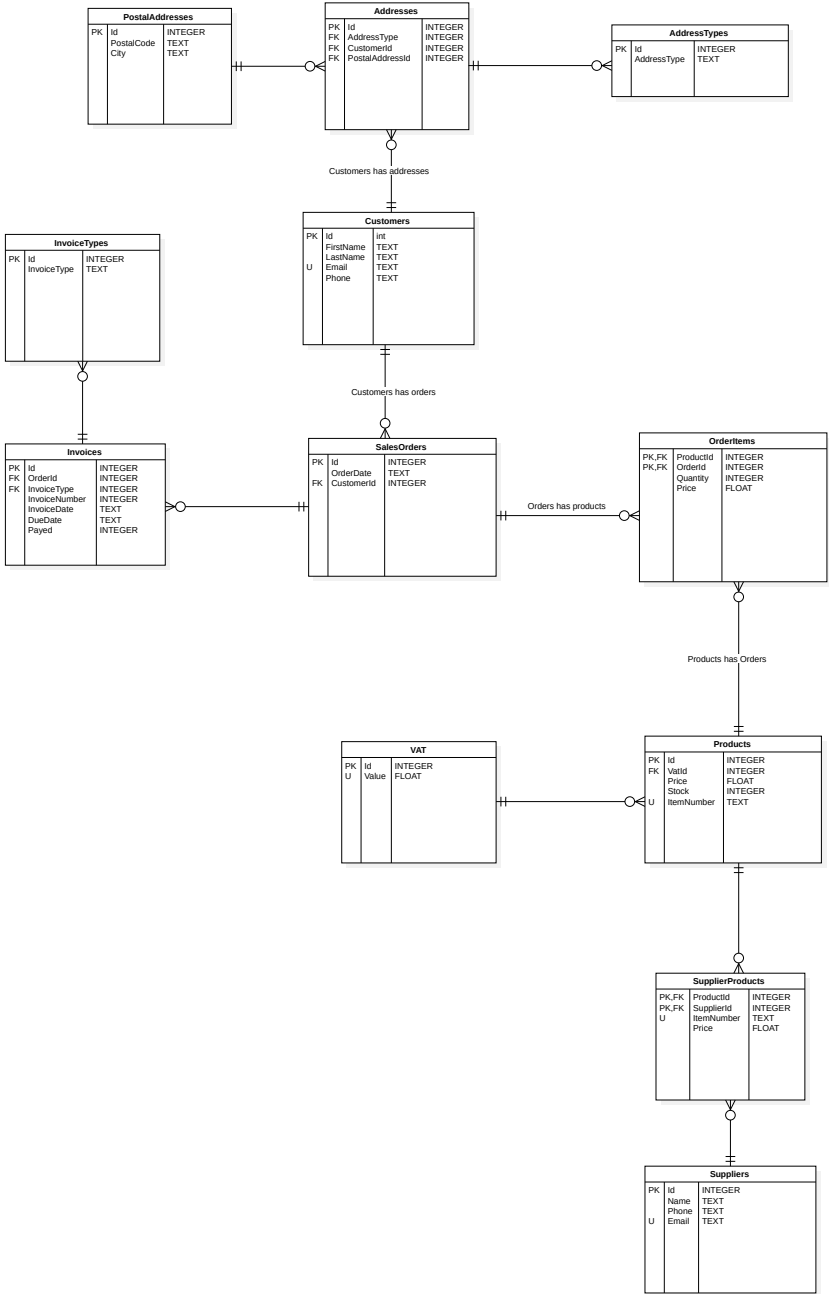 PostalAddresses
PK Id INTEGER
PostalCode TEXT
City TEXT
Addresses
PK Id INTEGER
FK AddressType INTEGER
FK CustomerId INTEGER
FK PostalAddressId INTEGER
AddressTypes
PK Id INTEGER
AddressType TEXT
Customers has addresses
Customers
PK Id int
FirstName TEXT
LastName TEXT
U Email TEXT
Phone TEXT
InvoiceTypes
PK Id INTEGER
InvoiceType TEXT
Customers has orders
Invoices
PK Id INTEGER
FK OrderId INTEGER
FK InvoiceType INTEGER
InvoiceNumber INTEGER
InvoiceDate TEXT
DueDate TEXT
Payed INTEGER
SalesOrders
PK Id INTEGER
OrderDate TEXT
FK CustomerId INTEGER
Orders has products
OrderItems
PK,FK ProductId INTEGER
PK,FK OrderId INTEGER
Quantity INTEGER
Price FLOAT
Products has Orders
VAT
PK Id INTEGER
U Value FLOAT
Products
PK Id INTEGER
FK VatId INTEGER
Price FLOAT
Stock INTEGER
U ItemNumber TEXT
SupplierProducts
PK,FK ProductId INTEGER
PK,FK SupplierId INTEGER
U ItemNumber TEXT
Price FLOAT
Suppliers
PK Id INTEGER
Name TEXT
Phone TEXT
U Email TEXT